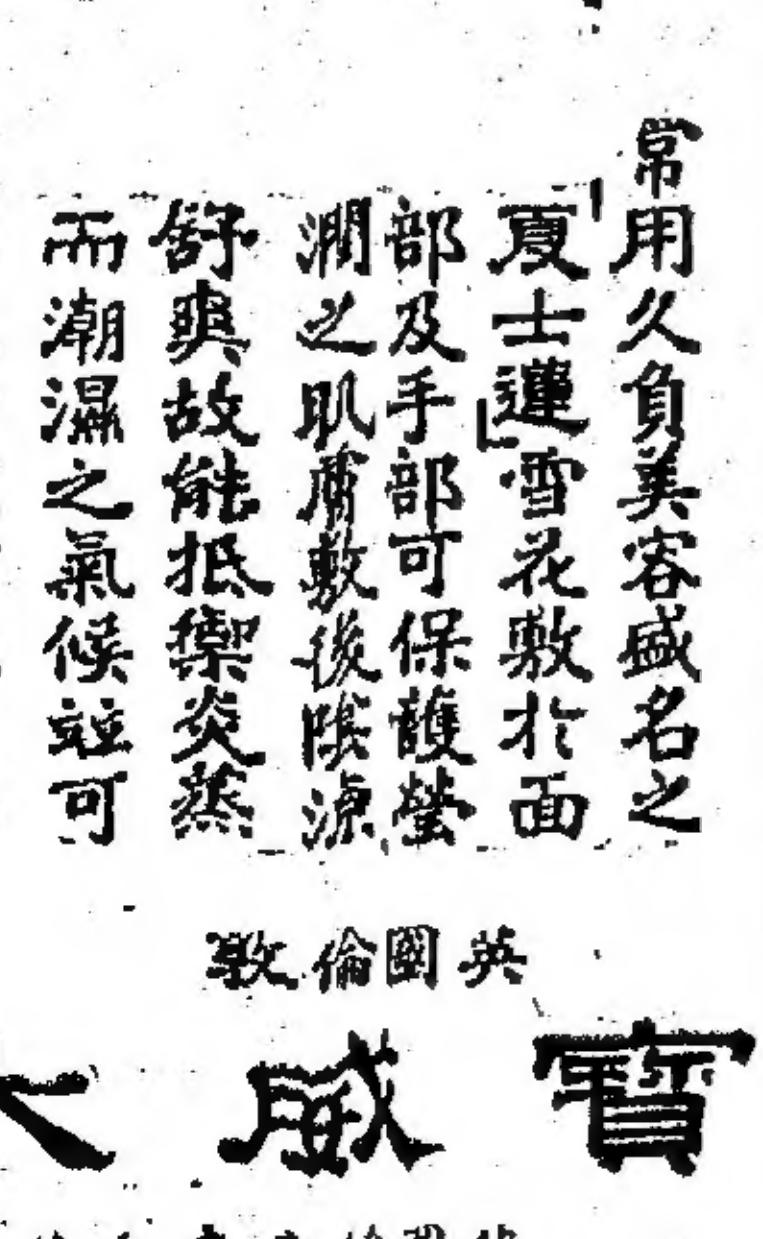 常用久負美容盛名之
「夏士蓮」雪花敷於面
部及手部可保護瑩
潤之肌膚敷後陰涼
舒爽故能抵禦炎蒸
而潮濕之氣候並可
英國倫敦
寶威大